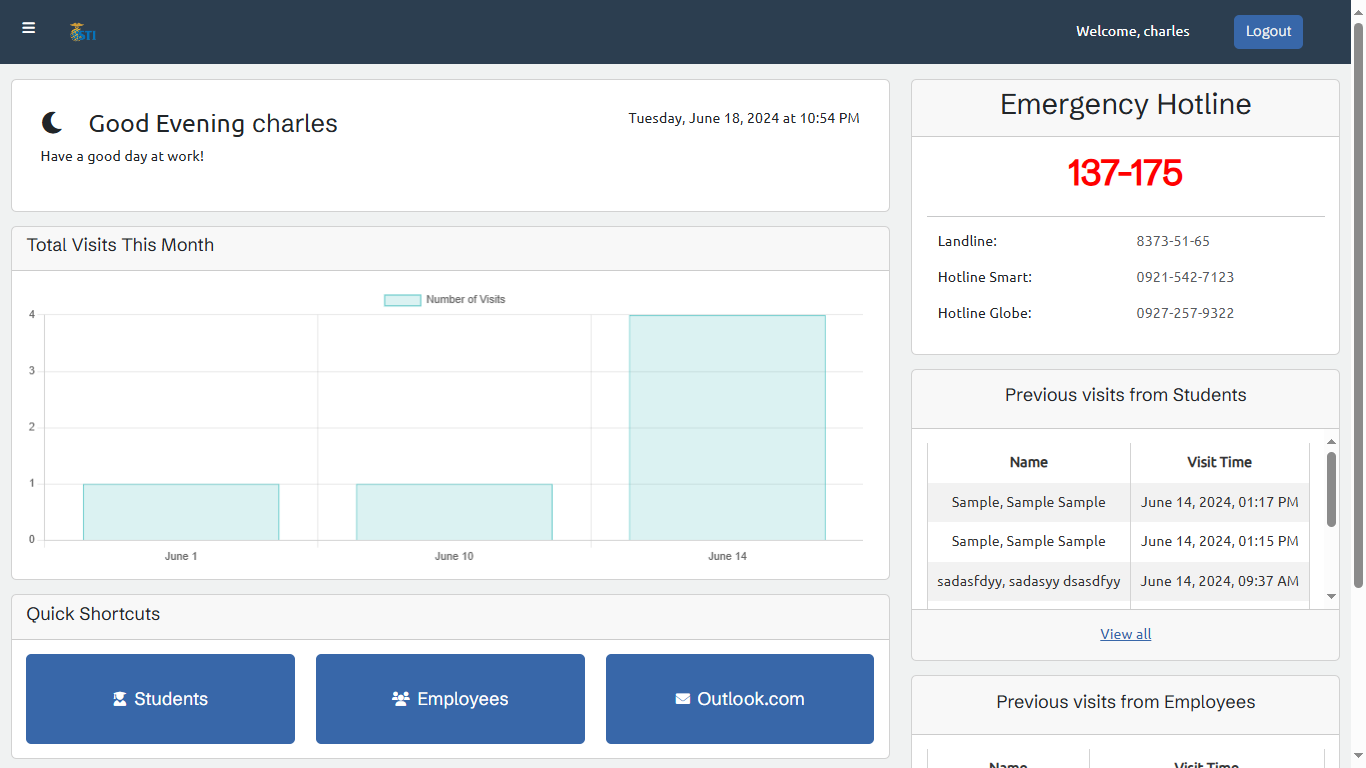 STI
Welcome, charles
Logout
Good Evening charles
Tuesday, June 18, 2024 at 10:54 PM
Have a good day at work!
Total Visits This Month
Number of Visits
4
3
2
1
0
June 1
June 10
June 14
Quick Shortcuts
Students
Employees
Outlook.com
Emergency Hotline
137-175
Landline: 8373-51-65
Hotline Smart: 0921-542-7123
Hotline Globe: 0927-257-9322
Previous visits from Students
Name Visit Time
Sample, Sample Sample June 14, 2024, 01:17 PM
Sample, Sample Sample June 14, 2024, 01:15 PM
sadasfdyy, sadasyy dsasdfyy June 14, 2024, 09:37 AM
View all
Previous visits from Employees
Name Visit Time